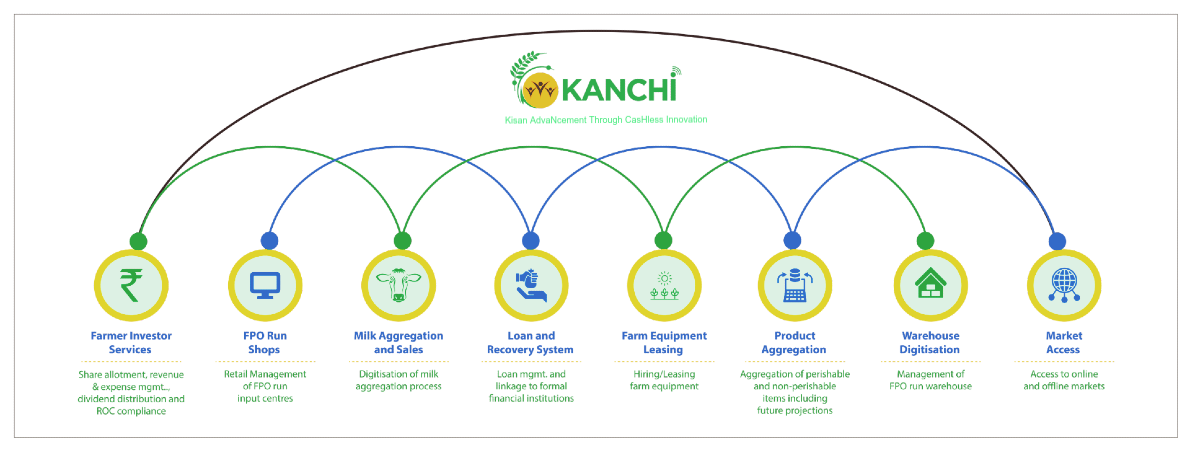 KANCHI
Kisan AdvaNcement Through CasHless Innovation
Farmer Investor
Services
Share allotment, revenue
& expense mgmt.,
dividend distribution and
ROC compliance
FPO Run
Shops
Retail Management
of FPO run
input centres
Milk Aggregation
and Sales
Digitisation of milk
aggregation process
Loan and
Recovery System
Loan mgmt. and
linkage to formal
financial institutions
Farm Equipment
Leasing
Hiring/Leasing
farm equipment
Product
Aggregation
Aggregation of perishable
and non-perishable
items including
future projections
Warehouse
Digitisation
Management of
FPO run warehouse
Market
Access
Access to online
and offline markets